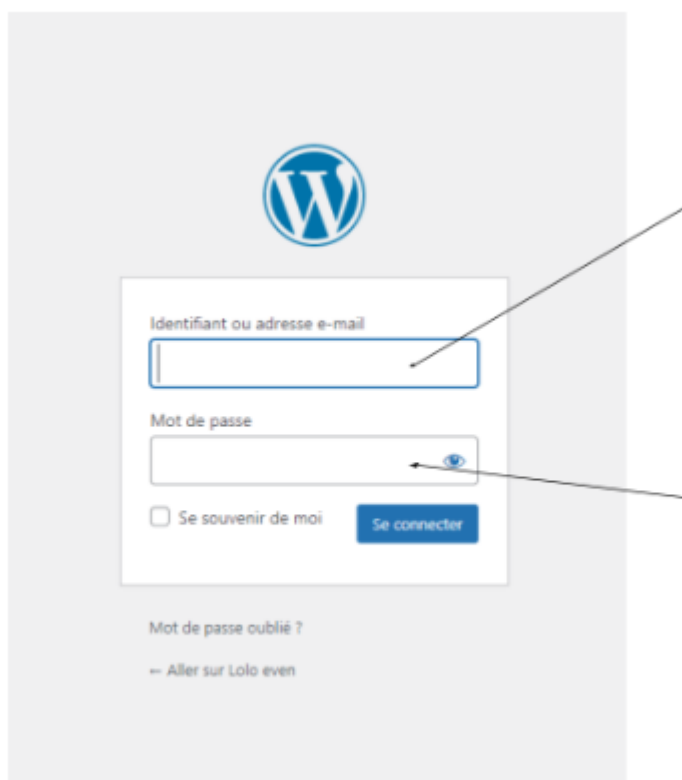 Identifiant ou adresse e-mail
Mot de passe
Se souvenir de moi
Se connecter
Mot de passe oublié ?
← Aller sur Lolo even